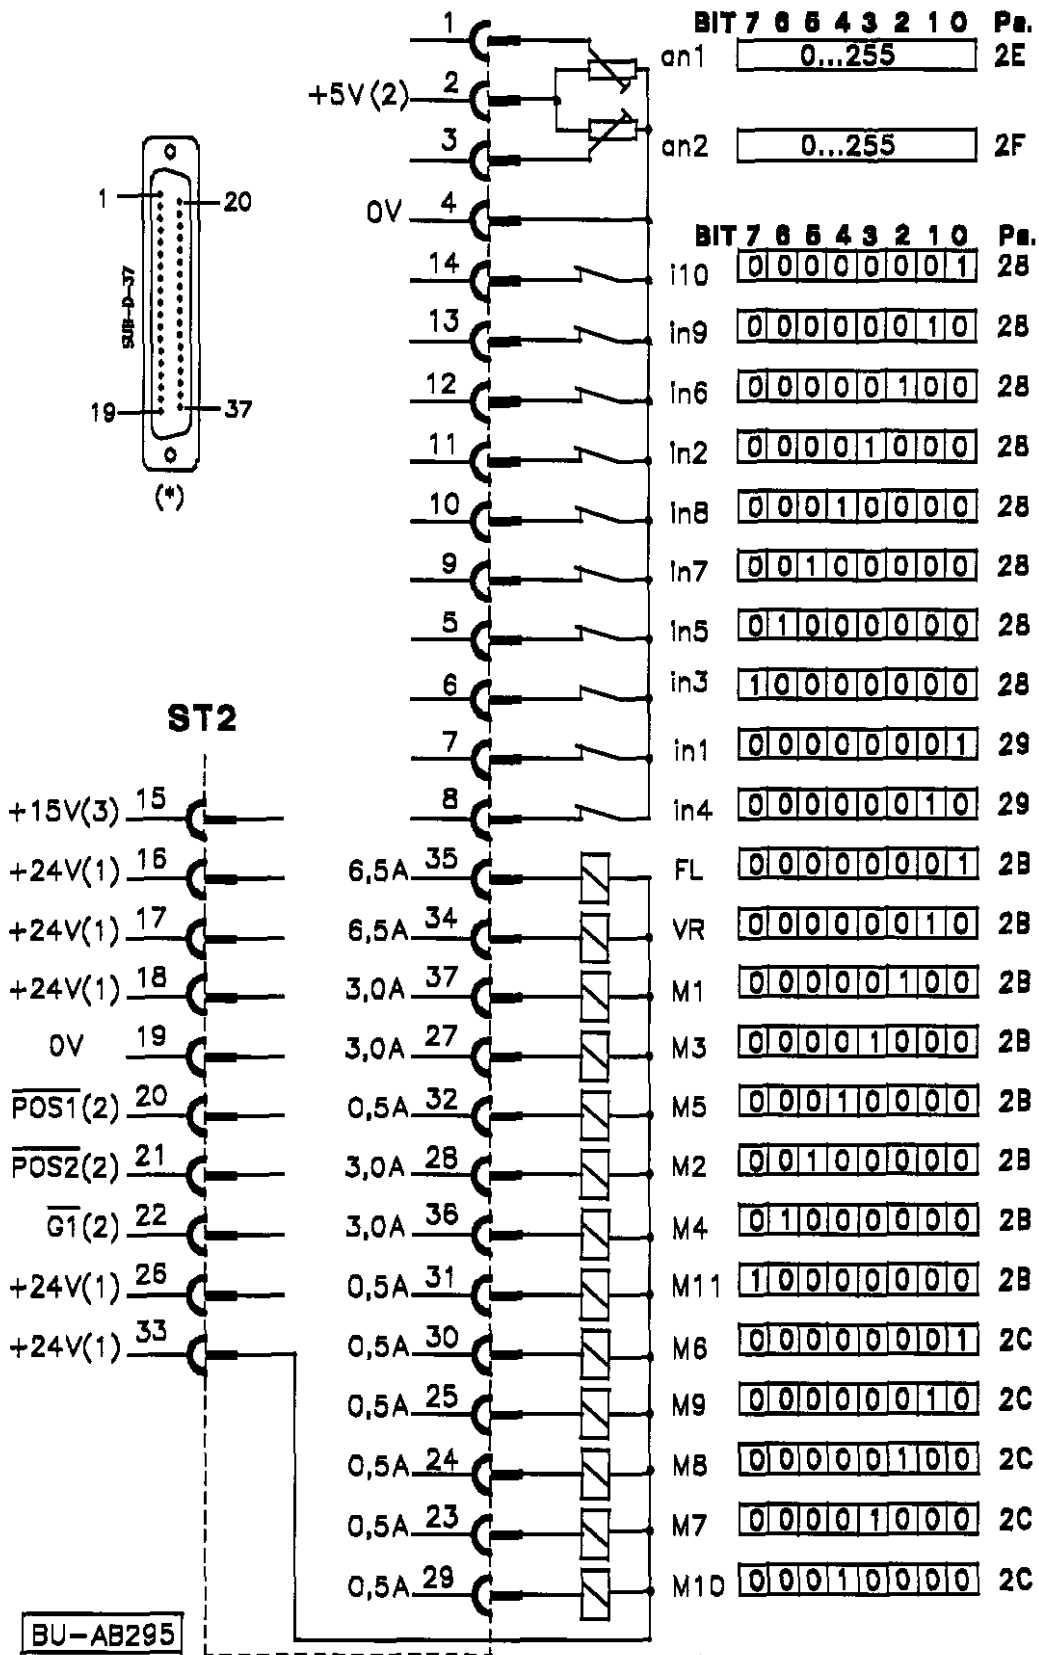 BIT 7 6 5 4 3 2 1 0 Pa.
1 an1 0...255 2E
+5V(2) 2
3 an2 0...255 2F
0V 4
BIT 7 6 5 4 3 2 1 0 Pa.
14 i10 0 0 0 0 0 0 0 1 28
13 in9 0 0 0 0 0 0 1 0 28
12 in6 0 0 0 0 0 1 0 0 28
11 in2 0 0 0 0 1 0 0 0 28
10 in8 0 0 0 1 0 0 0 0 28
9 in7 0 0 1 0 0 0 0 0 28
5 in5 0 1 0 0 0 0 0 0 28
6 in3 1 0 0 0 0 0 0 0 28
7 in1 0 0 0 0 0 0 0 1 29
8 in4 0 0 0 0 0 0 1 0 29
6,5A 35 FL 0 0 0 0 0 0 0 1 2B
6,5A 34 VR 0 0 0 0 0 0 1 0 2B
3,0A 37 M1 0 0 0 0 0 1 0 0 2B
3,0A 27 M3 0 0 0 0 1 0 0 0 2B
0,5A 32 M5 0 0 0 1 0 0 0 0 2B
3,0A 28 M2 0 0 1 0 0 0 0 0 2B
3,0A 36 M4 0 1 0 0 0 0 0 0 2B
0,5A 31 M11 1 0 0 0 0 0 0 0 2B
0,5A 30 M6 0 0 0 0 0 0 0 1 2C
0,5A 25 M9 0 0 0 0 0 0 1 0 2C
0,5A 24 M8 0 0 0 0 0 1 0 0 2C
0,5A 23 M7 0 0 0 0 1 0 0 0 2C
0,5A 29 M10 0 0 0 1 0 0 0 0 2C
1 20
SUB-D-37
19 37
(*)
ST2
+15V(3) 15
+24V(1) 16
+24V(1) 17
+24V(1) 18
0V 19
POS1(2) 20
POS2(2) 21
G1(2) 22
+24V(1) 26
+24V(1) 33
BU-AB295